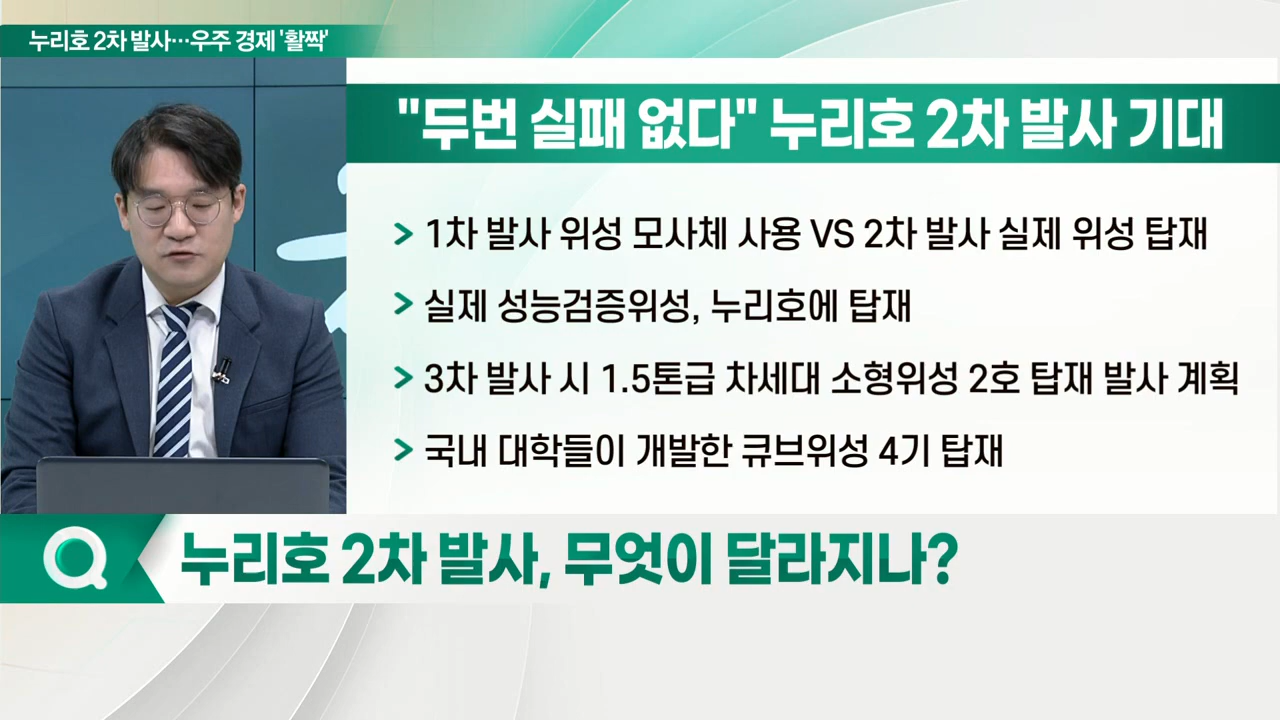 누리호 2차 발사…우주 경제 '활짝'
"두번 실패 없다" 누리호 2차 발사 기대
> 1차 발사 위성 모사체 사용 VS 2차 발사 실제 위성 탑재
> 실제 성능검증위성, 누리호에 탑재
> 3차 발사 시 1.5톤급 차세대 소형위성 2호 탑재 발사 계획
> 국내 대학들이 개발한 큐브위성 4기 탑재
누리호 2차 발사, 무엇이 달라지나?